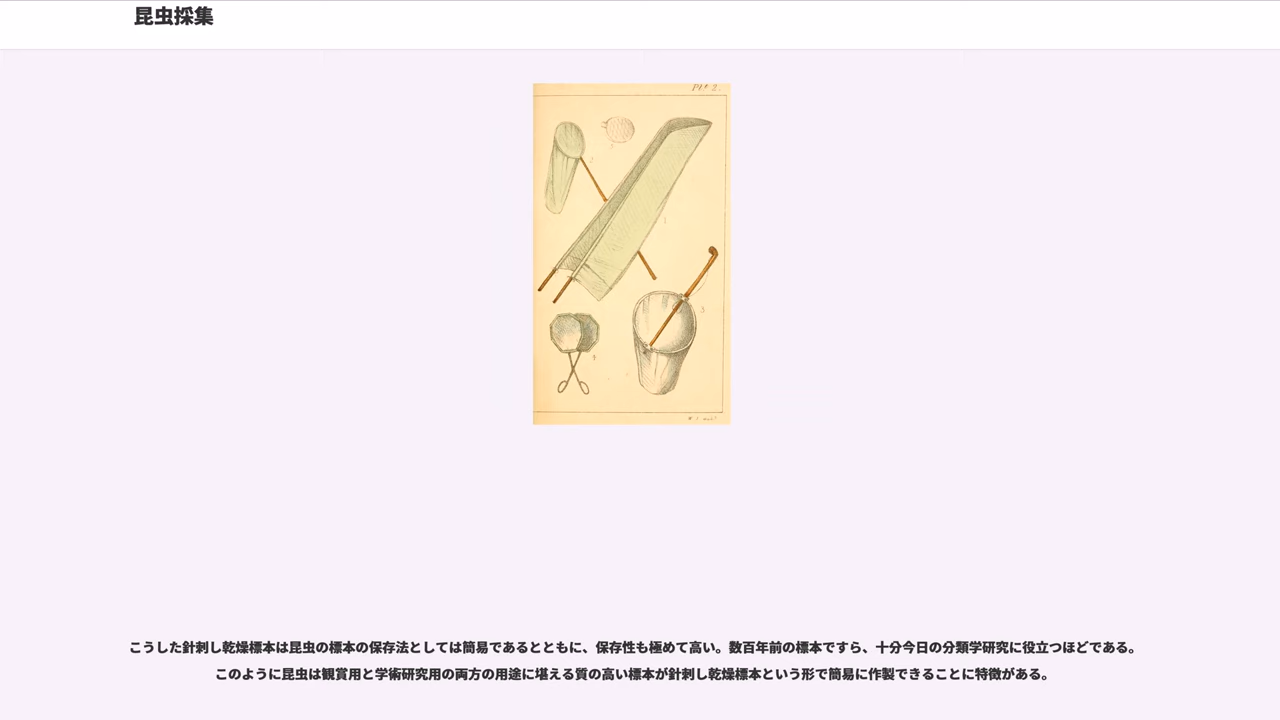 昆虫採集
Plt 2.
2
1
3
4
こうした針刺し乾燥標本は昆虫の標本の保存法としては簡易であるとともに、保存性も極めて高い。数百年前の標本ですら、十分今日の分類学研究に役立つほどである。
このように昆虫は観賞用と学術研究用の両方の用途に堪える質の高い標本が針刺し乾燥標本という形で簡易に作製できることに特徴がある。